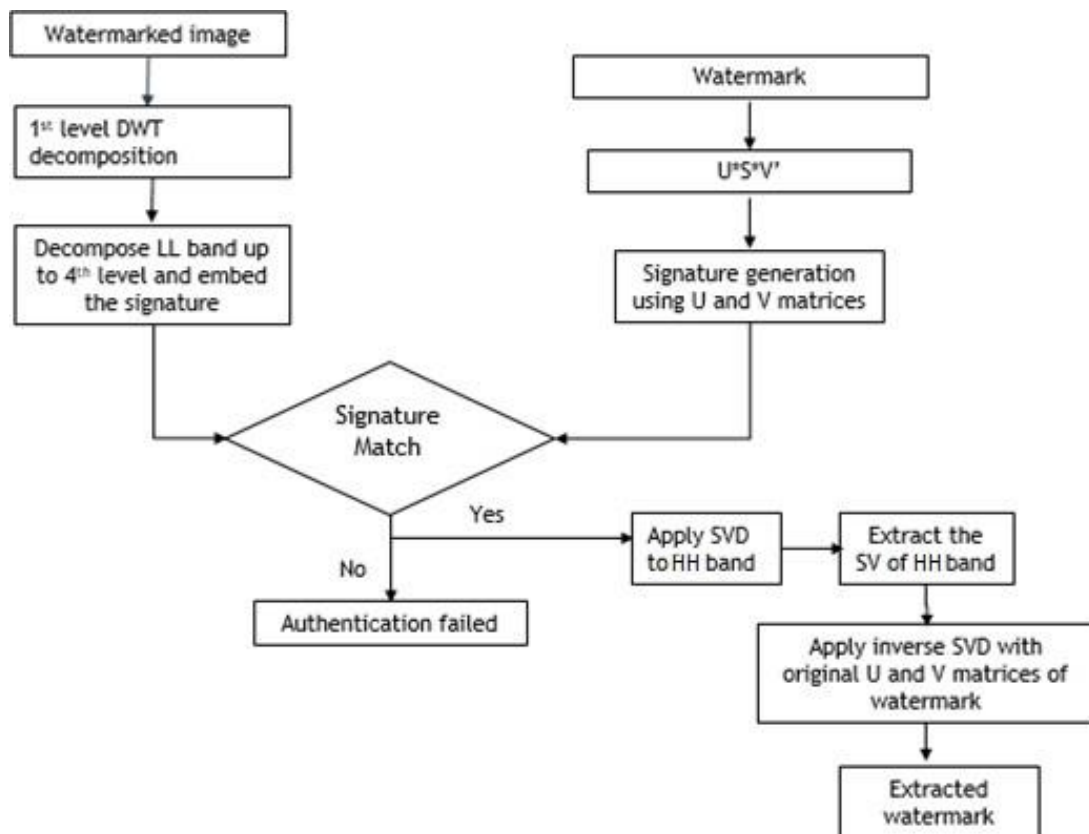 Watermarked image
1st level DWT
decomposition
Decompose LL band up
to 4th level and embed
the signature
Watermark
U*S*V'
Signature generation
using U and V matrices
Signature
Match
Yes
No
Authentication failed
Apply SVD
to HH band
Extract the
SV of HH band
Apply inverse SVD with
original U and V matrices of
watermark
Extracted
watermark